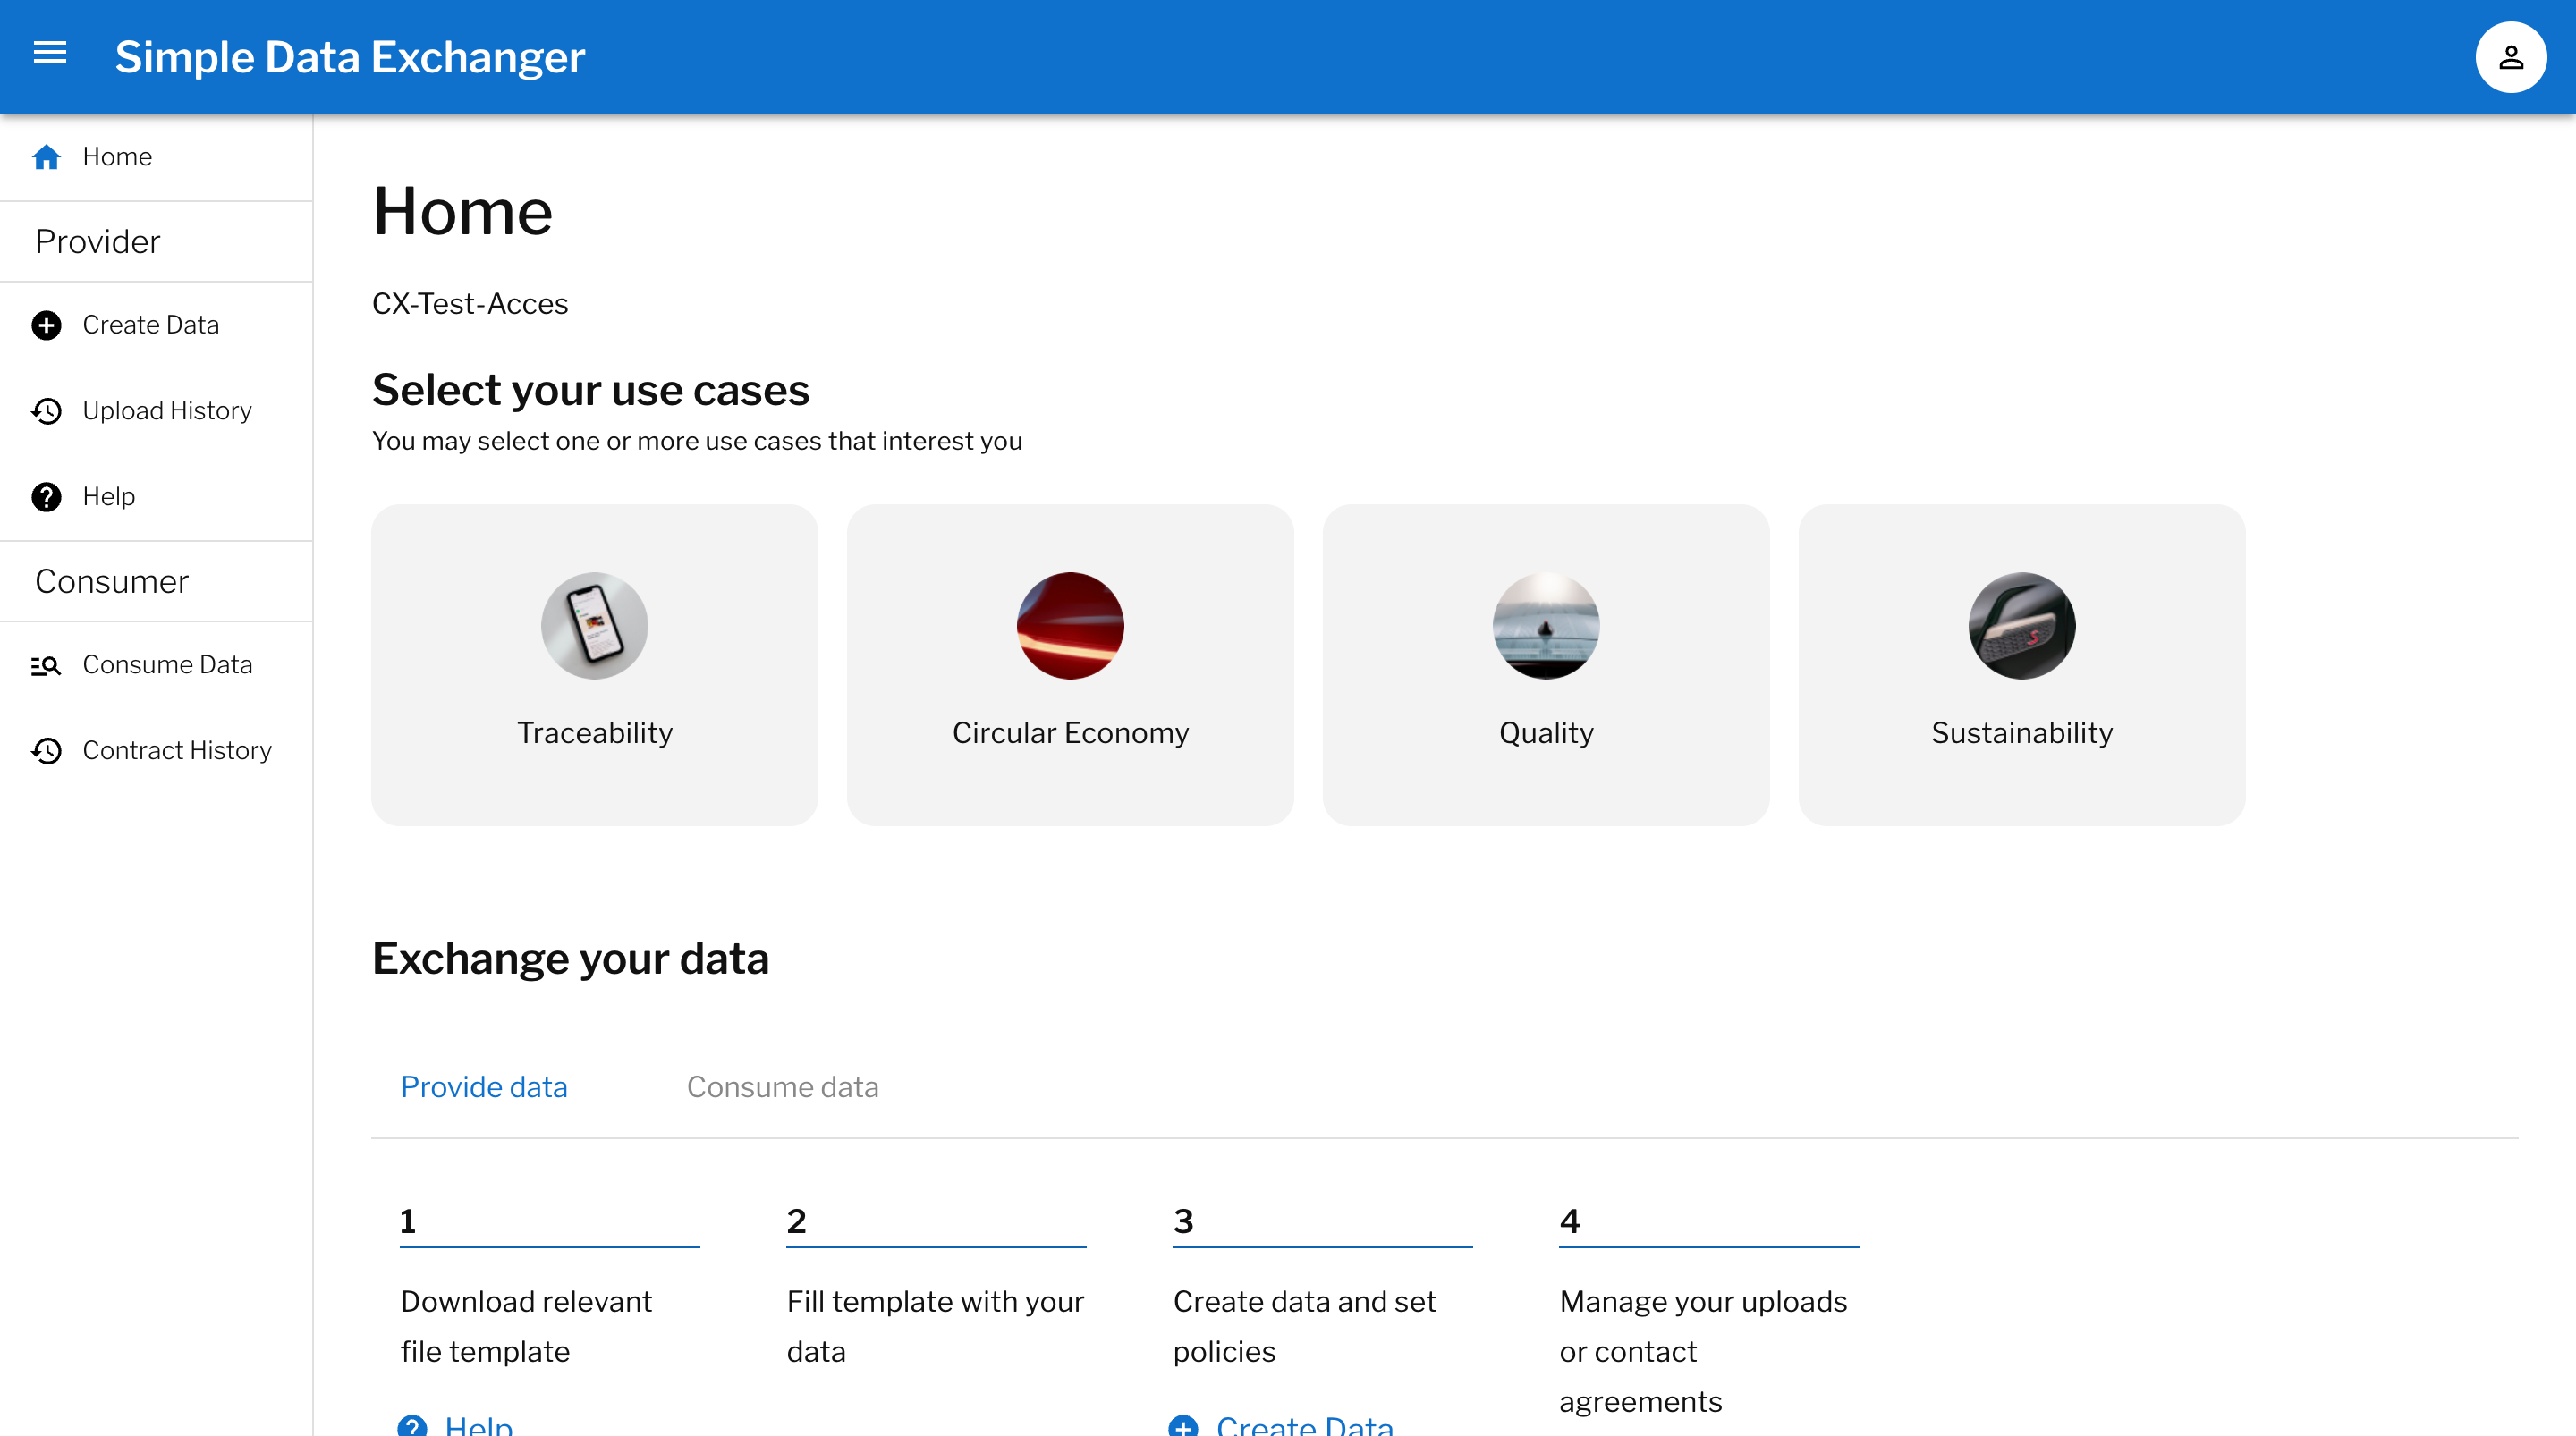 Simple Data Exchanger
Home
Provider
Create Data
Upload History
Help
Consumer
Consume Data
Contract History
Home
CX-Test-Acces
Select your use cases
You may select one or more use cases that interest you
Traceability
Circular Economy
Quality
Sustainability
Exchange your data
Provide data
Consume data
1
Download relevant
file template
Help
2
Fill template with your
data
3
Create data and set
policies
Create Data
4
Manage your uploads
or contact
agreements